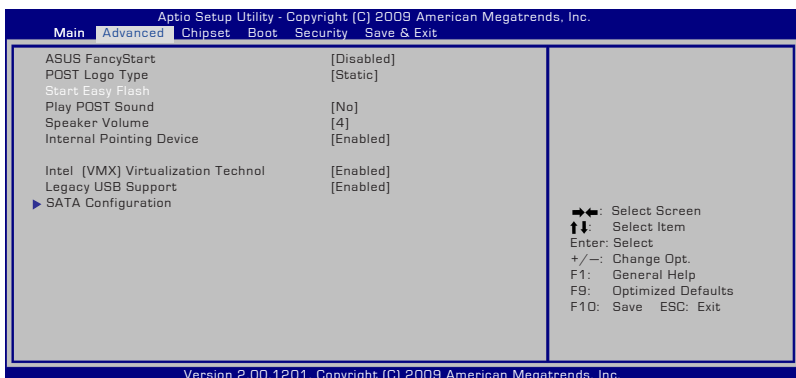 Aptio Setup Utility - Copyright (C) 2009 American Megatrends, Inc.
Main Advanced Chipset Boot Security Save & Exit
ASUS FancyStart [Disabled]
POST Logo Type [Static]
Start Easy Flash
Play POST Sound [No]
Speaker Volume [4]
Internal Pointing Device [Enabled]
Intel (VMX) Virtualization Technol [Enabled]
Legacy USB Support [Enabled]
SATA Configuration
→←: Select Screen
↑↓: Select Item
Enter: Select
+/—: Change Opt.
F1: General Help
F9: Optimized Defaults
F10: Save ESC: Exit
Version 2.00.1201. Copyright (C) 2009 American Megatrends, Inc.